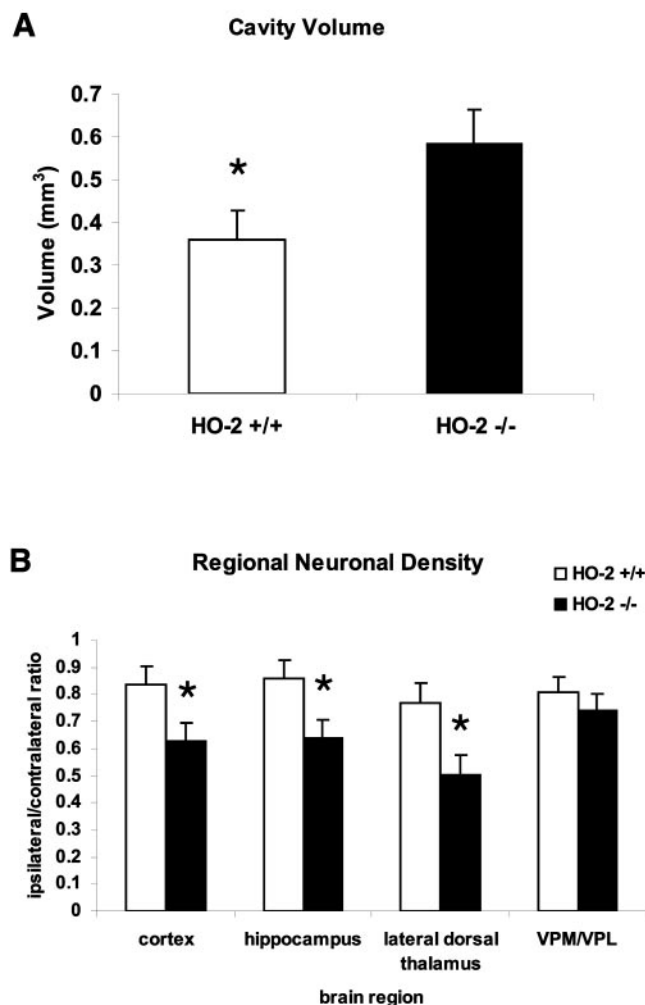 A
Cavity Volume
Volume (mm³)
0.7
0.6
0.5
0.4
0.3
0.2
0.1
0
*
HO-2 +/+
HO-2 -/-
B
Regional Neuronal Density
HO-2 +/+
HO-2 -/-
ipsilateral/contralateral ratio
1
0.9
0.8
0.7
0.6
0.5
0.4
0.3
0.2
0.1
0
*
*
*
cortex
hippocampus
lateral dorsal
thalamus
VPM/VPL
brain region